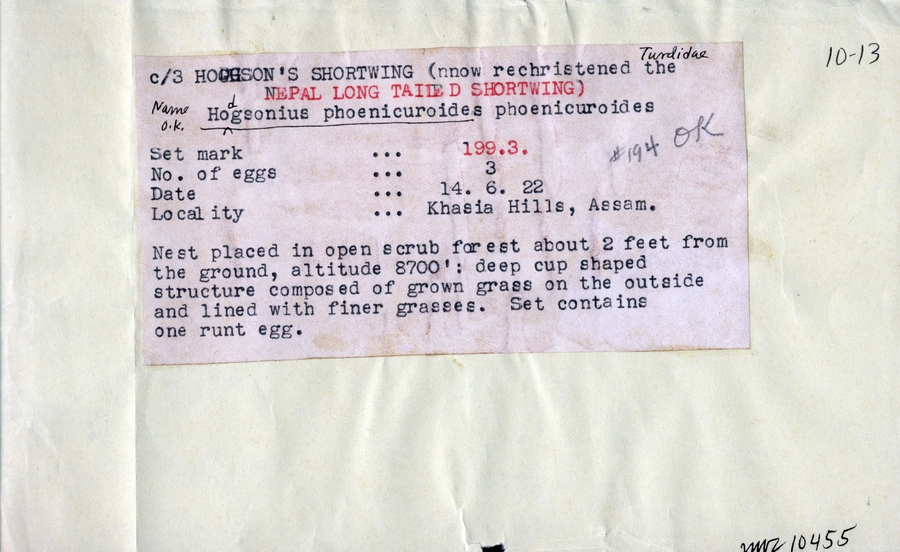 Turdidae
10-13
c/3 HODGSON'S SHORTWING (nnow rechristened the
NEPAL LONG TAILED SHORTWING)
Name O.K.
d
Hogsonius phoenicuroides phoenicuroides
Set mark ... 199.3.
#194 OK
No. of eggs ... 3
Date ... 14. 6. 22
Locality ... Khasia Hills, Assam.
Nest placed in open scrub forest about 2 feet from
the ground, altitude 8700': deep cup shaped
structure composed of grown grass on the outside
and lined with finer grasses. Set contains
one runt egg.
mvz 10455